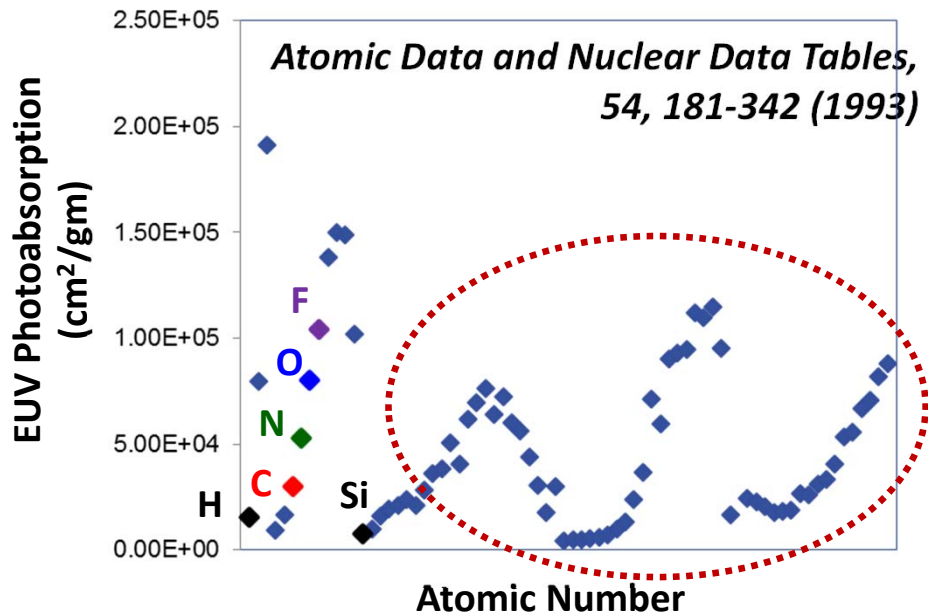 2.50E+05
Atomic Data and Nuclear Data Tables,
54, 181-342 (1993)
2.00E+05
1.50E+05
1.00E+05
5.00E+04
0.00E+00
EUV Photoabsorption
(cm²/gm)
F
O
N
C
H
Si
Atomic Number